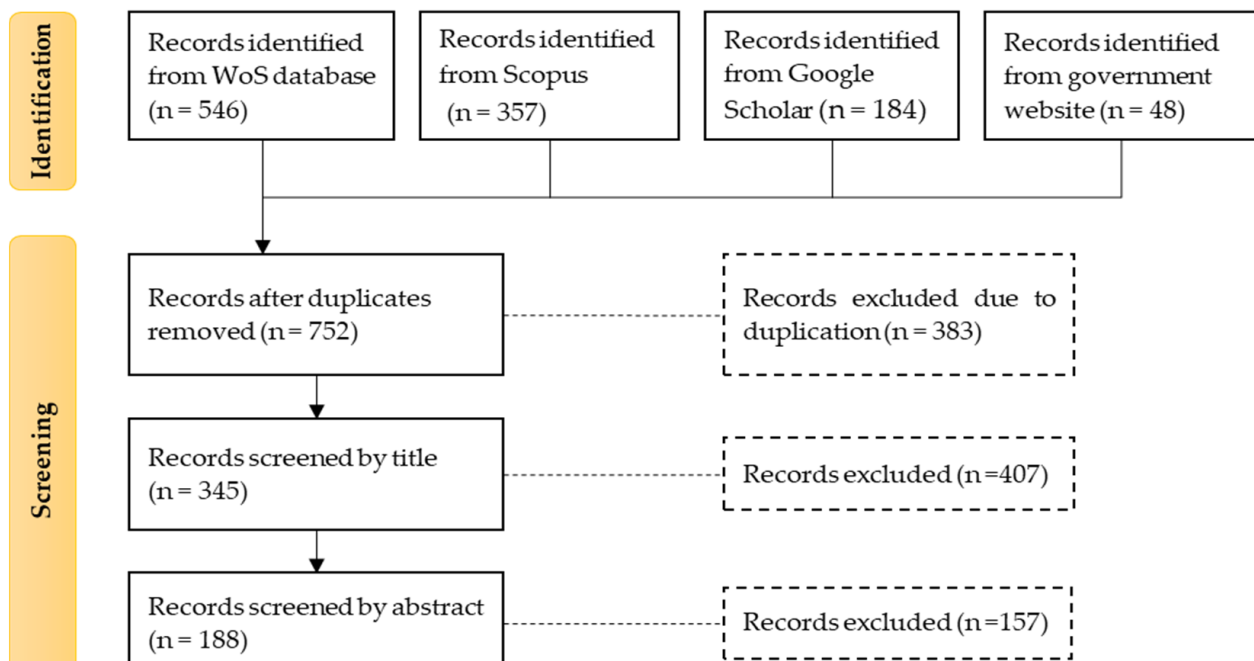 Identification
Records identified
from WoS database
(n = 546)
Records identified
from Scopus
(n = 357)
Records identified
from Google
Scholar (n = 184)
Records identified
from government
website (n = 48)
Screening
Records after duplicates
removed (n = 752)
Records excluded due to
duplication (n = 383)
Records screened by title
(n = 345)
Records excluded (n =407)
Records screened by abstract
(n = 188)
Records excluded (n =157)